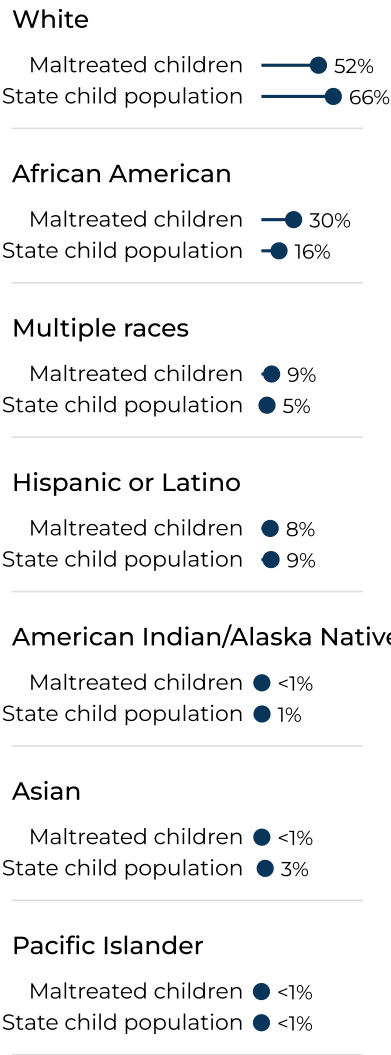 White
Maltreated children 52%
State child population 66%
African American
Maltreated children 30%
State child population 16%
Multiple races
Maltreated children 9%
State child population 5%
Hispanic or Latino
Maltreated children 8%
State child population 9%
American Indian/Alaska Native
Maltreated children <1%
State child population 1%
Asian
Maltreated children <1%
State child population 3%
Pacific Islander
Maltreated children <1%
State child population <1%